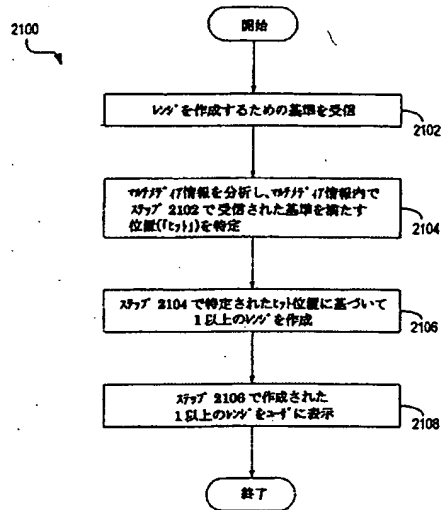 2100
開始
ﾚﾝｼﾞを作成するための基準を受信
2102
ﾏﾙﾁﾒﾃﾞｨｱ情報を分析し、ﾏﾙﾁﾒﾃﾞｨｱ情報内で
ステップ 2102 で受信された基準を満たす
位置(「ヒット」)を特定
2104
ステップ 2104 で特定されたﾋｯﾄ位置に基づいて
1以上のﾚﾝｼﾞを作成
2106
ステップ 2106 で作成された
1以上のﾚﾝｼﾞをﾕｰｻﾞに表示
2108
終了